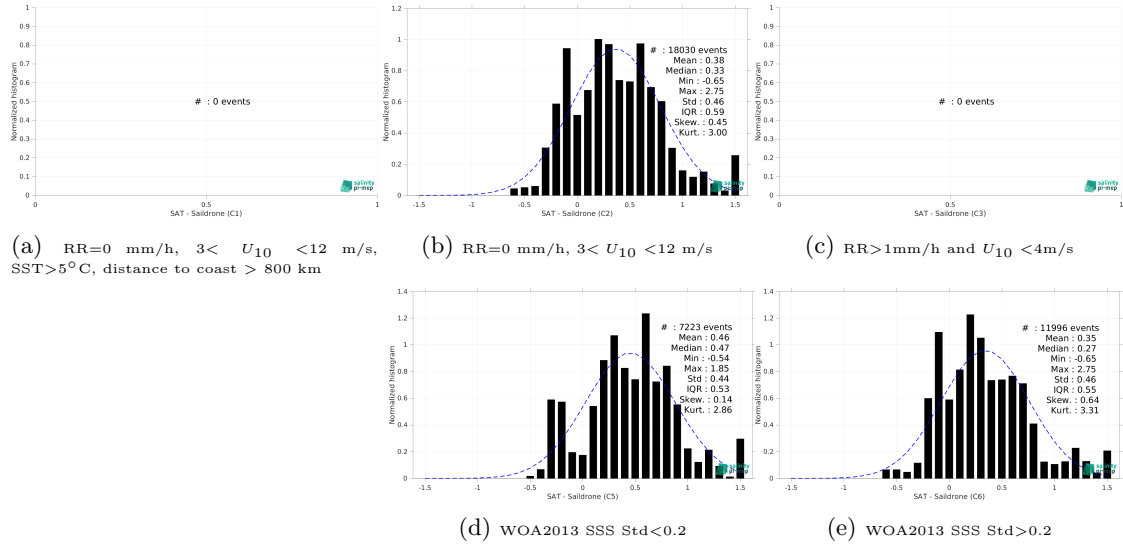 1
0.9
0.8
0.7
0.6
0.5
0.4
0.3
0.2
0.1
0
Normalized histogram
# : 0 events
0 0.5 1
SAT - Saildrone (C1)
salinity
pi-mep
(a) RR=0 mm/h, 3< U10 <12 m/s,
SST>5°C, distance to coast > 800 km
1.2
1
0.8
0.6
0.4
0.2
0
Normalized histogram
# : 18030 events
Mean : 0.38
Median : 0.33
Min : -0.65
Max : 2.75
Std : 0.46
IQR : 0.59
Skew. : 0.45
Kurt. : 3.00
-1.5 -1 -0.5 0 0.5 1 1.5
SAT - Saildrone (C2)
salinity
pi-mep
(b) RR=0 mm/h, 3< U10 <12 m/s
1
0.9
0.8
0.7
0.6
0.5
0.4
0.3
0.2
0.1
0
Normalized histogram
# : 0 events
0 0.5 1
SAT - Saildrone (C3)
salinity
pi-mep
(c) RR>1mm/h and U10 <4m/s
1.4
1.2
1
0.8
0.6
0.4
0.2
0
Normalized histogram
# : 7223 events
Mean : 0.46
Median : 0.47
Min : -0.54
Max : 1.85
Std : 0.44
IQR : 0.53
Skew. : 0.14
Kurt. : 2.86
-1.5 -1 -0.5 0 0.5 1 1.5
SAT - Saildrone (C5)
salinity
pi-mep
(d) WOA2013 SSS Std<0.2
1.4
1.2
1
0.8
0.6
0.4
0.2
0
Normalized histogram
# : 11996 events
Mean : 0.35
Median : 0.27
Min : -0.65
Max : 2.75
Std : 0.46
IQR : 0.55
Skew. : 0.64
Kurt. : 3.31
-1.5 -1 -0.5 0 0.5 1 1.5
SAT - Saildrone (C6)
salinity
pi-mep
(e) WOA2013 SSS Std>0.2